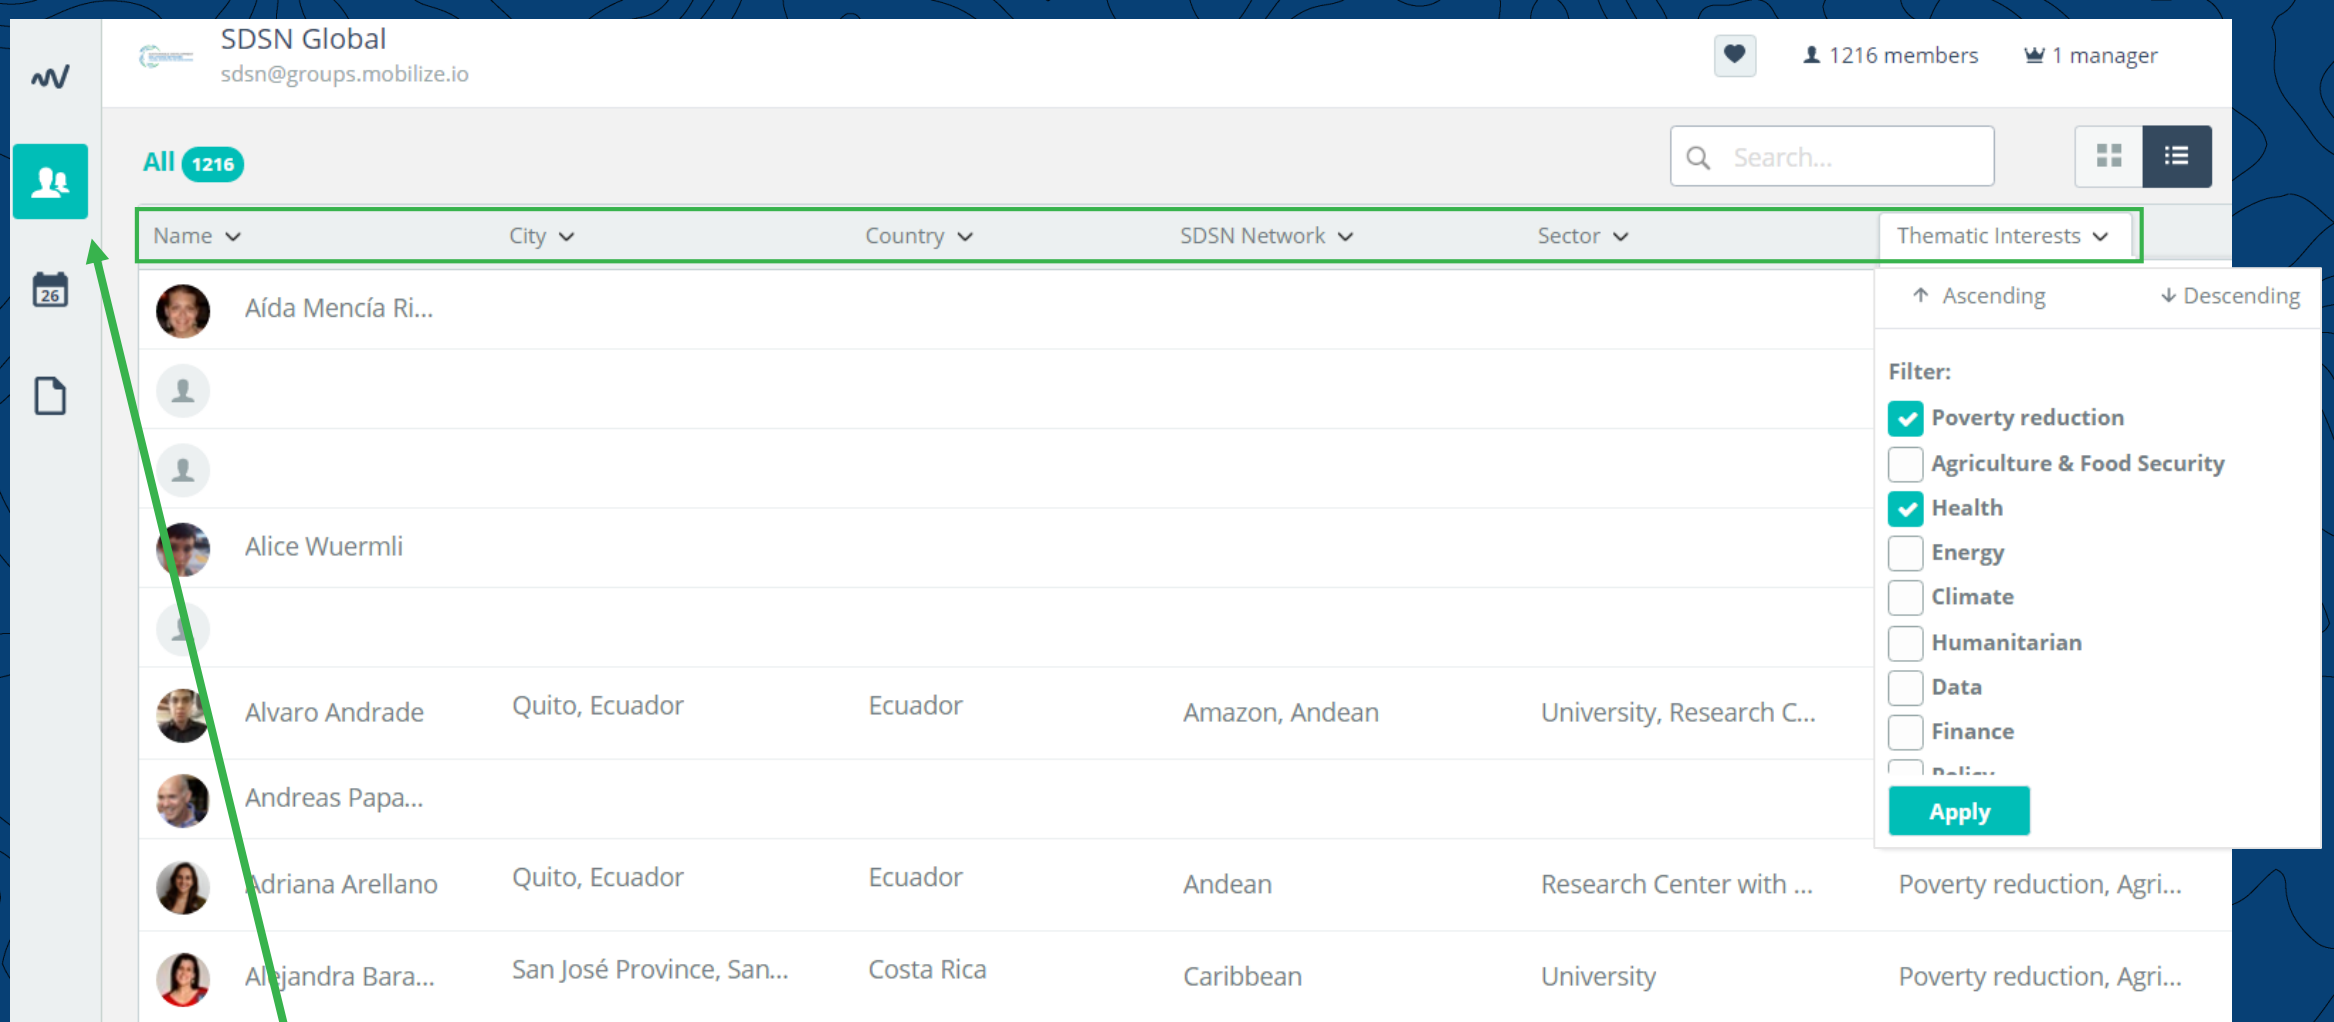 SDSN Global
sdsn@groups.mobilize.io
1216 members
1 manager
All 1216
Search...
Name City Country SDSN Network Sector Thematic Interests
26
Ascending Descending
Filter:
Poverty reduction
Agriculture & Food Security
Health
Energy
Climate
Humanitarian
Data
Finance
Policy
Apply
Aída Mencía Ri...
Alice Wuermli
Alvaro Andrade Quito, Ecuador Ecuador Amazon, Andean University, Research C...
Andreas Papa...
Adriana Arellano Quito, Ecuador Ecuador Andean Research Center with ... Poverty reduction, Agri...
Alejandra Bara... San José Province, San... Costa Rica Caribbean University Poverty reduction, Agri...